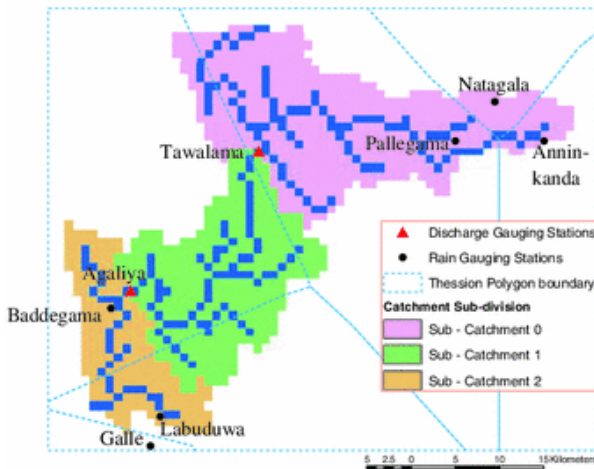 Natagala
Tawalama
Pallegama
Annin-
kanda
Discharge Gauging Stations
Rain Gauging Stations
Thession Polygon boundary
Catchment Sub-division
Sub - Catchment 0
Sub - Catchment 1
Sub - Catchment 2
Agaliya
Baddegama
Labuduwa
Galle
5 2.5 0 5 10 15Kilometers